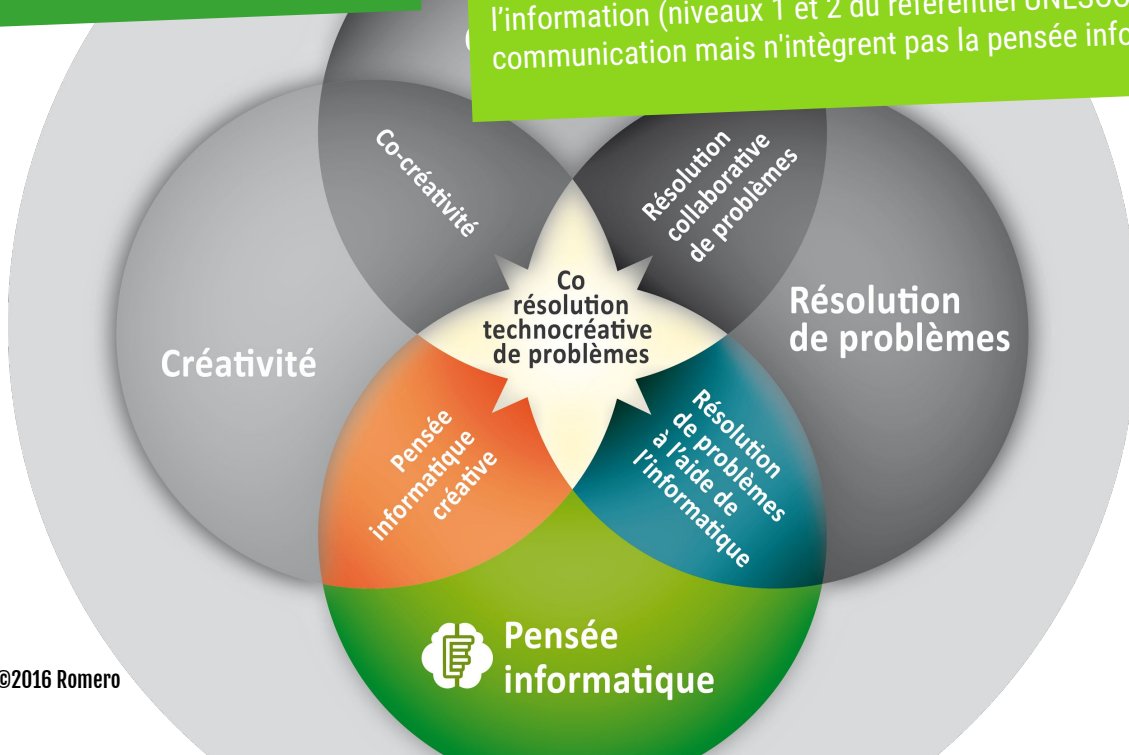 l'information (niveaux 1 et 2 du référentiel UNESCO
communication mais n'intègrent pas la pensée info
Co-créativité
Résolution
collaborative
de problèmes
Co
résolution
technocréative
de problèmes
Résolution
de problèmes
Créativité
Pensée
informatique
créative
Résolution
de problèmes
à l'aide de
l'informatique
Pensée
informatique
©2016 Romero